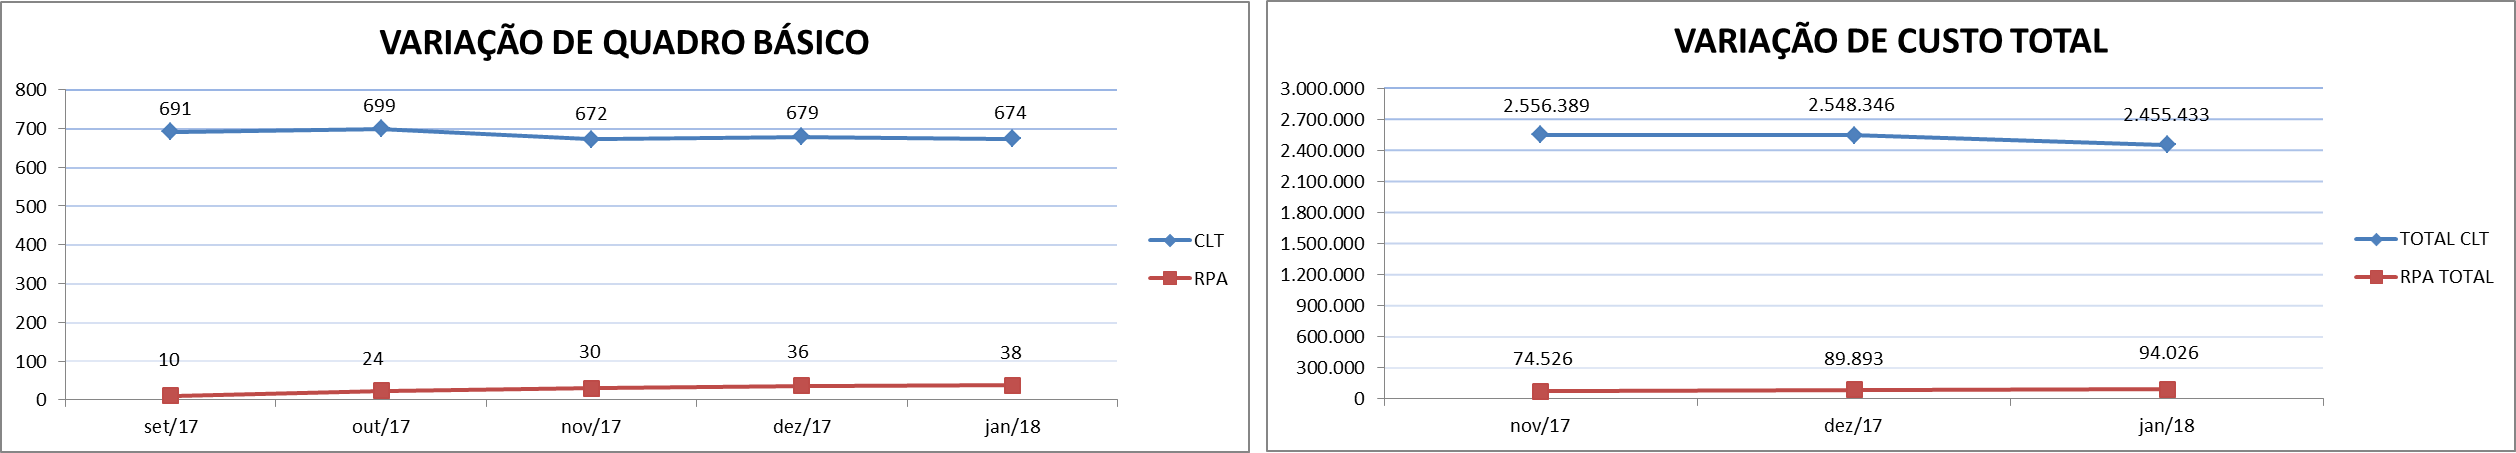 VARIAÇÃO DE QUADRO BÁSICO
800
700
600
500
400
300
200
100
0
691
699
672
679
674
10
24
30
36
38
set/17
out/17
nov/17
dez/17
jan/18
CLT
RPA
VARIAÇÃO DE CUSTO TOTAL
3.000.000
2.700.000
2.400.000
2.100.000
1.800.000
1.500.000
1.200.000
900.000
600.000
300.000
0
2.556.389
2.548.346
2.455.433
74.526
89.893
94.026
nov/17
dez/17
jan/18
TOTAL CLT
RPA TOTAL